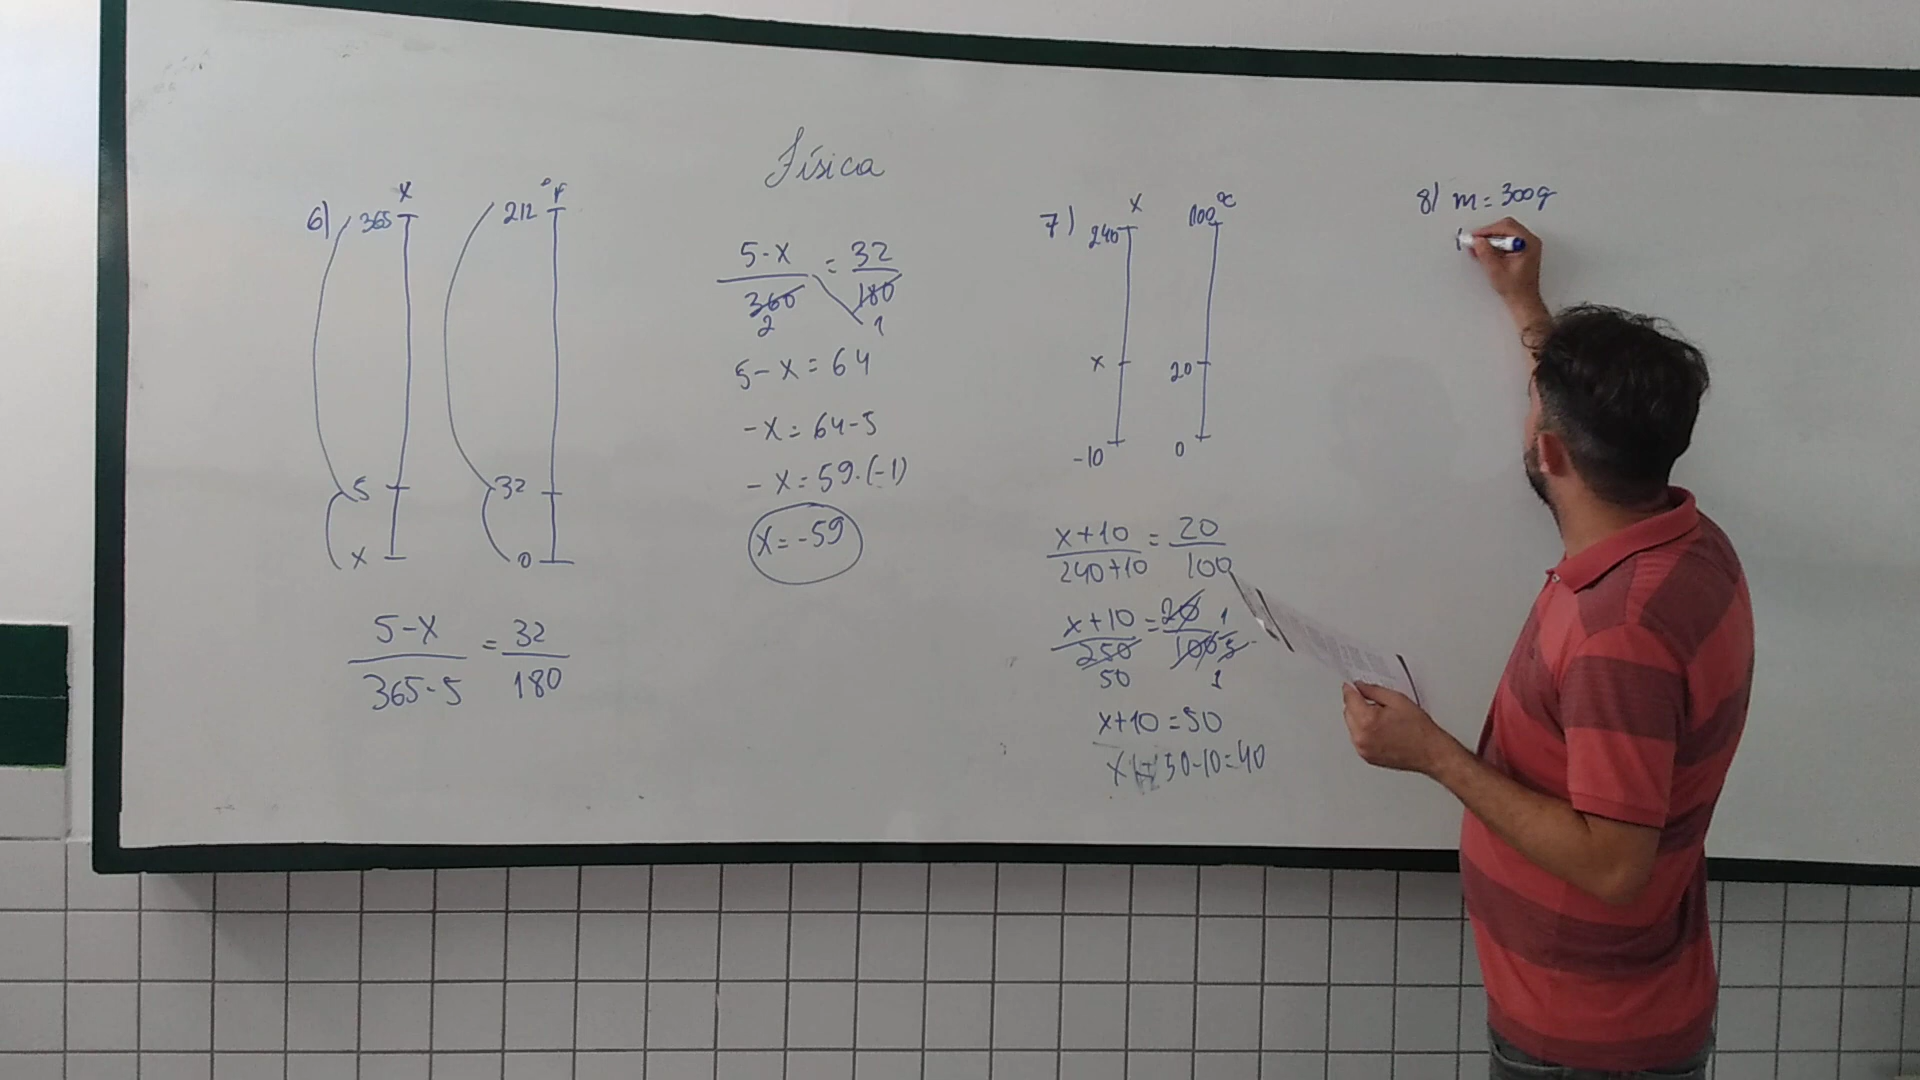 Física
6)
X
°F
365
212
5
32
X
0
5-X / 365-5 = 32 / 180
5-X / 360 = 32 / 180
2 1
5-X=64
-X=64-5
-X=59.(-1)
X=-59
7)
X
°C
240
100
X
20
-10
0
X+10 / 240+10 = 20 / 100
X+10 / 250 = 20 1 / 100 5
50 1
X+10=50
X = 50-10=40
8) m=300g